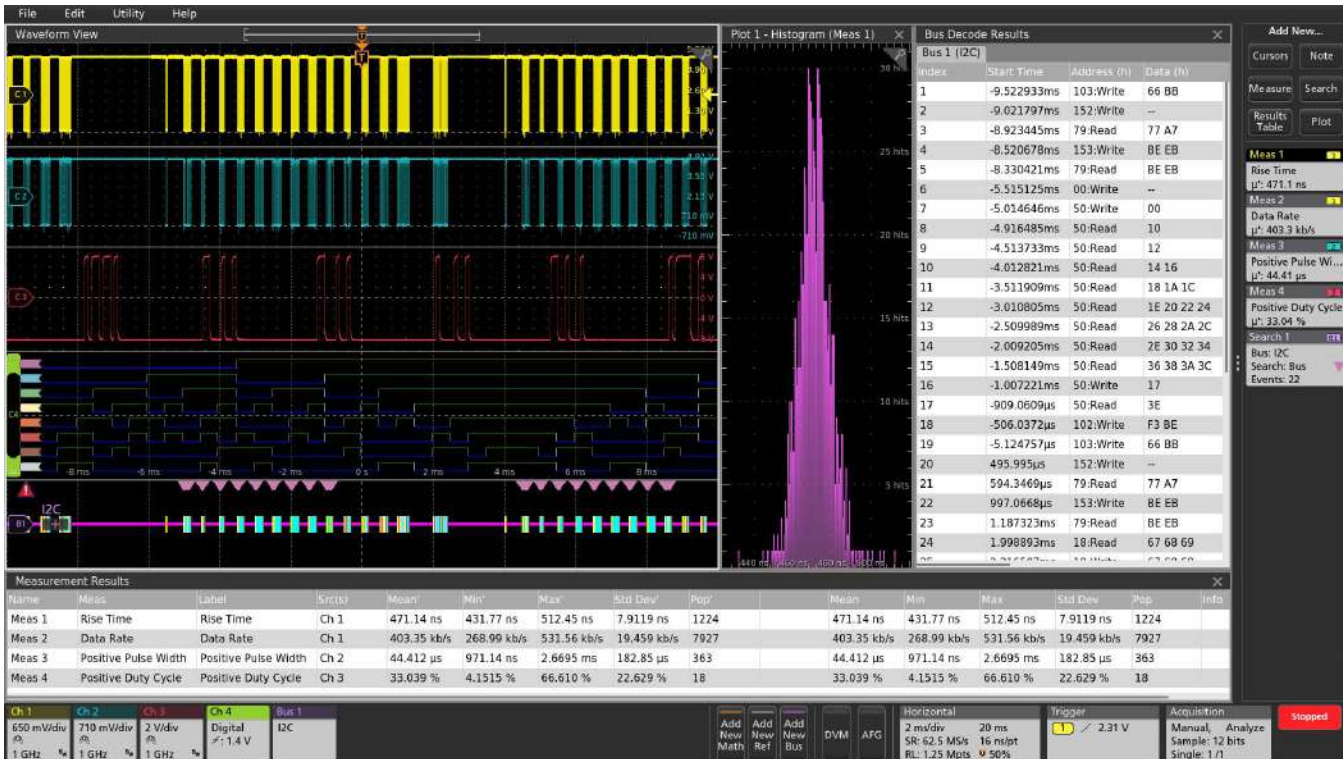 File Edit Utility Help
Waveform View
Plot 1 - Histogram (Meas 1)
Bus Decode Results
Add New...
Cursors Note
Measure Search
Results Table Plot
Bus 1 (I2C)
Index Start Time Address (h) Data (h)
1 -9.522933ms 103:Write 66 BB
2 -9.021797ms 152:Write --
3 -8.923445ms 79:Read 77 A7
4 -8.520678ms 153:Write BE EB
5 -8.330421ms 79:Read BE EB
6 -5.515125ms 00:Write --
7 -5.014646ms 50:Write 00
8 -4.916485ms 50:Read 10
9 -4.513733ms 50:Read 12
10 -4.012821ms 50:Read 14 16
11 -3.511909ms 50:Read 18 1A 1C
12 -3.010805ms 50:Read 1E 20 22 24
13 -2.509989ms 50:Read 26 28 2A 2C
14 -2.009205ms 50:Read 2E 30 32 34
15 -1.508149ms 50:Read 36 38 3A 3C
16 -1.007221ms 50:Write 17
17 -909.0609µs 50:Read 3E
18 -506.0372µs 102:Write F3 BE
19 -5.124757µs 103:Write 66 BB
20 495.995µs 152:Write --
21 594.3469µs 79:Read 77 A7
22 997.0668µs 153:Write BE EB
23 1.187323ms 79:Read BE EB
24 1.998893ms 18:Read 67 68 69
Meas 1
Rise Time
µ': 471.1 ns
Meas 2
Data Rate
µ': 403.3 kb/s
Meas 3
Positive Pulse Wi...
µ': 44.41 µs
Meas 4
Positive Duty Cycle
µ': 33.04 %
Search 1 B1
Bus: I2C
Search: Bus
Events: 22
C1
C2
C3
T
-710 mV
-8 ms -6 ms -4 ms -2 ms 0 s 2 ms 4 ms 6 ms 8 ms
B1 I2C
30 hits
25 hits
20 hits
15 hits
10 hits
5 hits
440 ns 460 ns 480 ns 500 ns
Measurement Results
Name Meas Label Src(s) Mean' Min' Max' Std Dev' Pop' Mean Min Max Std Dev Pop Info
Meas 1 Rise Time Rise Time Ch 1 471.14 ns 431.77 ns 512.45 ns 7.9119 ns 1224 471.14 ns 431.77 ns 512.45 ns 7.9119 ns 1224
Meas 2 Data Rate Data Rate Ch 1 403.35 kb/s 268.99 kb/s 531.56 kb/s 19.459 kb/s 7927 403.35 kb/s 268.99 kb/s 531.56 kb/s 19.459 kb/s 7927
Meas 3 Positive Pulse Width Positive Pulse Width Ch 2 44.412 µs 971.14 ns 2.6695 ms 182.85 µs 363 44.412 µs 971.14 ns 2.6695 ms 182.85 µs 363
Meas 4 Positive Duty Cycle Positive Duty Cycle Ch 3 33.039 % 4.1515 % 66.610 % 22.629 % 18 33.039 % 4.1515 % 66.610 % 22.629 % 18
Ch 1
650 mV/div
1 GHz
Ch 2
710 mV/div
1 GHz
Ch 3
2 V/div
1 GHz
Ch 4
Digital
1.4 V
Bus 1
I2C
Add New Math
Add New Ref
Add New Bus
DVM
AFG
Horizontal
2 ms/div 20 ms
SR: 62.5 MS/s 16 ns/pt
RL: 1.25 Mpts 50%
Trigger
1 2.31 V
Acquisition
Manual, Analyze
Sample: 12 bits
Single: 1/1
Stopped